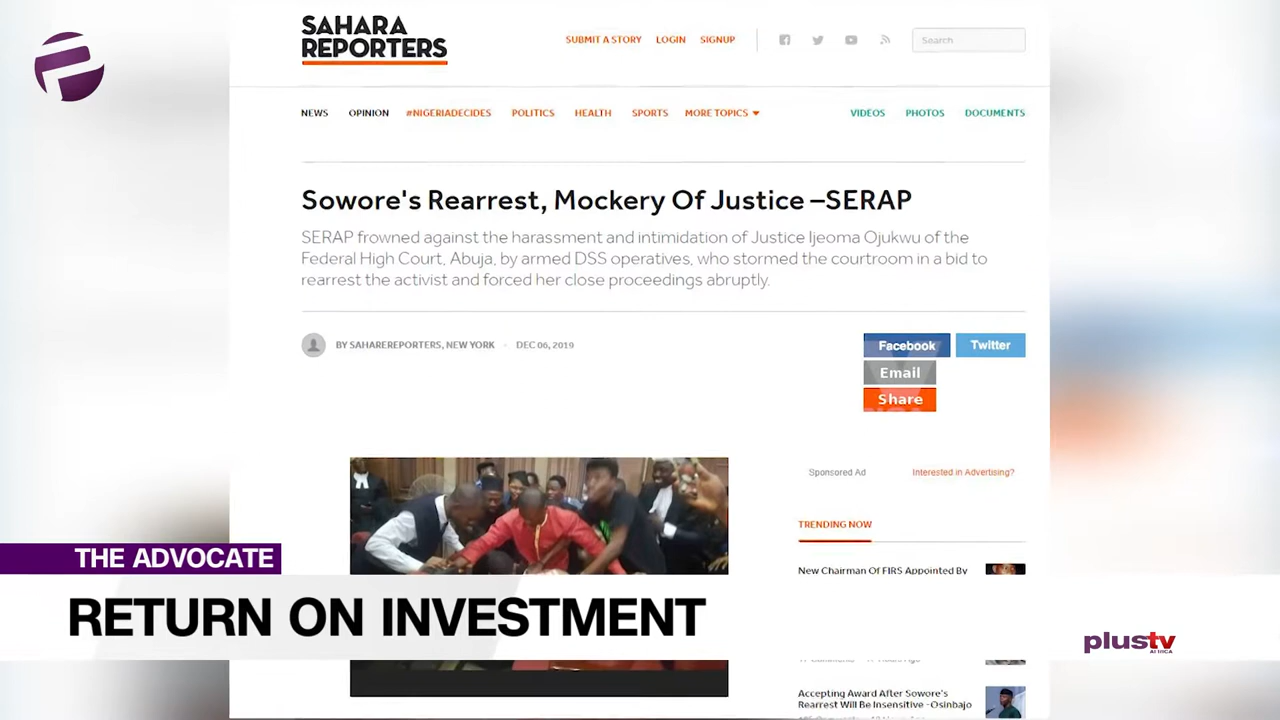 SAHARA
REPORTERS
SUBMIT A STORY LOGIN SIGNUP
Search
NEWS OPINION #NIGERIADECIDES POLITICS HEALTH SPORTS MORE TOPICS
VIDEOS PHOTOS DOCUMENTS
Sowore's Rearrest, Mockery Of Justice –SERAP
SERAP frowned against the harassment and intimidation of Justice Ijeoma Ojukwu of the
Federal High Court, Abuja, by armed DSS operatives, who stormed the courtroom in a bid to
rearrest the activist and forced her close proceedings abruptly.
BY SAHAREREPORTERS, NEW YORK DEC 06, 2019
Facebook Twitter
Email
Share
Sponsored Ad Interested in Advertising?
TRENDING NOW
New Chairman Of FIRS Appointed By
THE ADVOCATE
RETURN ON INVESTMENT
plustv
AFRICA
Accepting Award After Sowore's
Rearrest Will Be Insensitive -Osinbajo